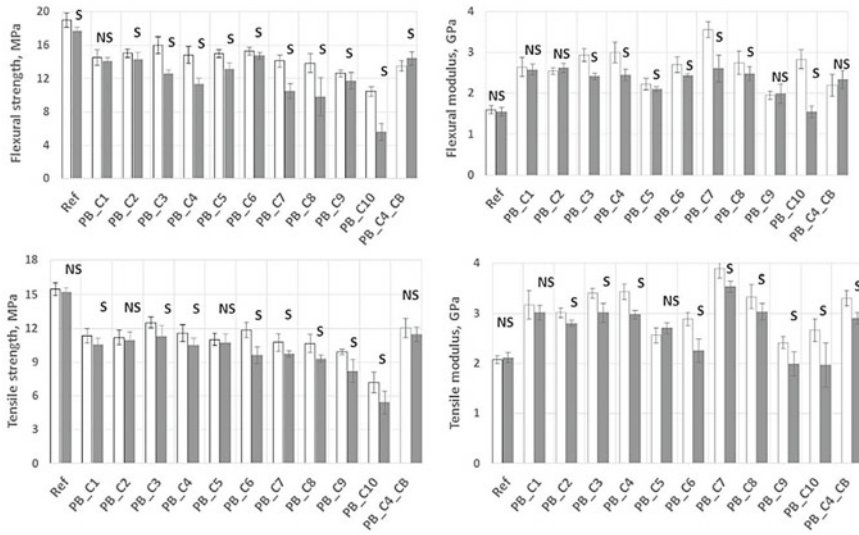 Flexural strength, MPa
20
16
12
8
4
0
S NS S S S S S S S S S S
Ref PB_C1 PB_C2 PB_C3 PB_C4 PB_C5 PB_C6 PB_C7 PB_C8 PB_C9 PB_C10 PB_C4_CB
Flexural modulus, GPa
4
3
2
1
0
NS NS NS S S S S S S NS S NS
Ref PB_C1 PB_C2 PB_C3 PB_C4 PB_C5 PB_C6 PB_C7 PB_C8 PB_C9 PB_C10 PB_C4_CB
Tensile strength, MPa
18
15
12
9
6
3
0
NS S NS S S NS S S S S S NS
Ref PB_C1 PB_C2 PB_C3 PB_C4 PB_C5 PB_C6 PB_C7 PB_C8 PB_C9 PB_C10 PB_C4_CB
Tensile modulus, GPa
4
3
2
1
0
NS NS S S S NS S S S S S S
Ref PB_C1 PB_C2 PB_C3 PB_C4 PB_C5 PB_C6 PB_C7 PB_C8 PB_C9 PB_C10 PB_C4_CB